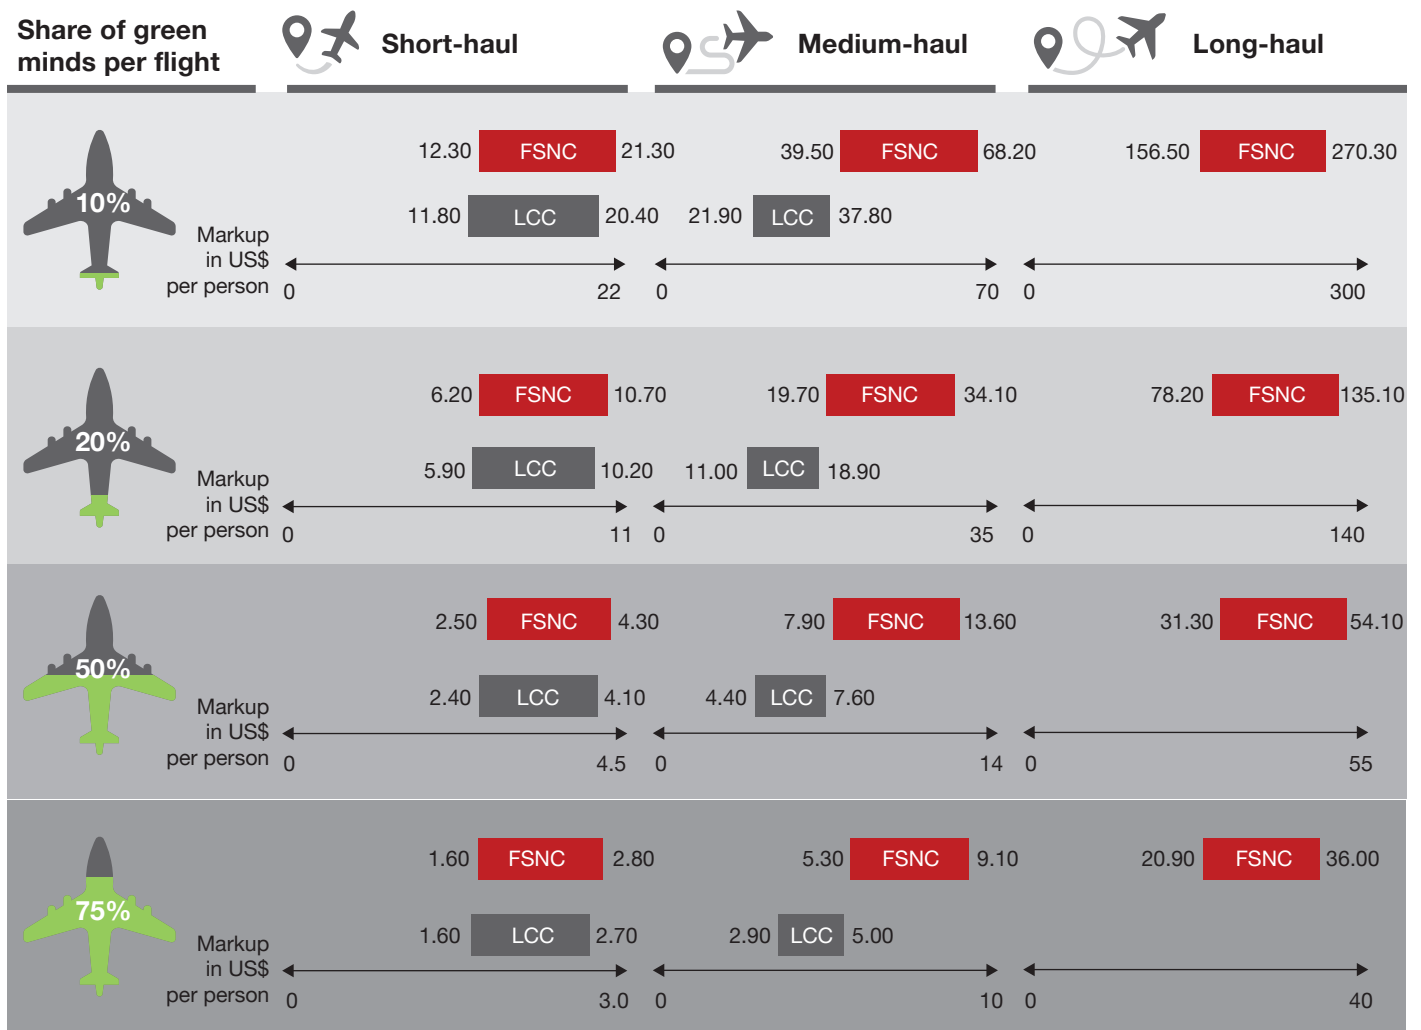 Share of green
minds per flight
Short-haul
Medium-haul
Long-haul
10%
12.30 FSNC 21.30
39.50 FSNC 68.20
156.50 FSNC 270.30
11.80 LCC 20.40
21.90 LCC 37.80
Markup
in US$
per person
0 22
0 70
0 300
20%
6.20 FSNC 10.70
19.70 FSNC 34.10
78.20 FSNC 135.10
5.90 LCC 10.20
11.00 LCC 18.90
Markup
in US$
per person
0 11
0 35
0 140
50%
2.50 FSNC 4.30
7.90 FSNC 13.60
31.30 FSNC 54.10
2.40 LCC 4.10
4.40 LCC 7.60
Markup
in US$
per person
0 4.5
0 14
0 55
75%
1.60 FSNC 2.80
5.30 FSNC 9.10
20.90 FSNC 36.00
1.60 LCC 2.70
2.90 LCC 5.00
Markup
in US$
per person
0 3.0
0 10
0 40